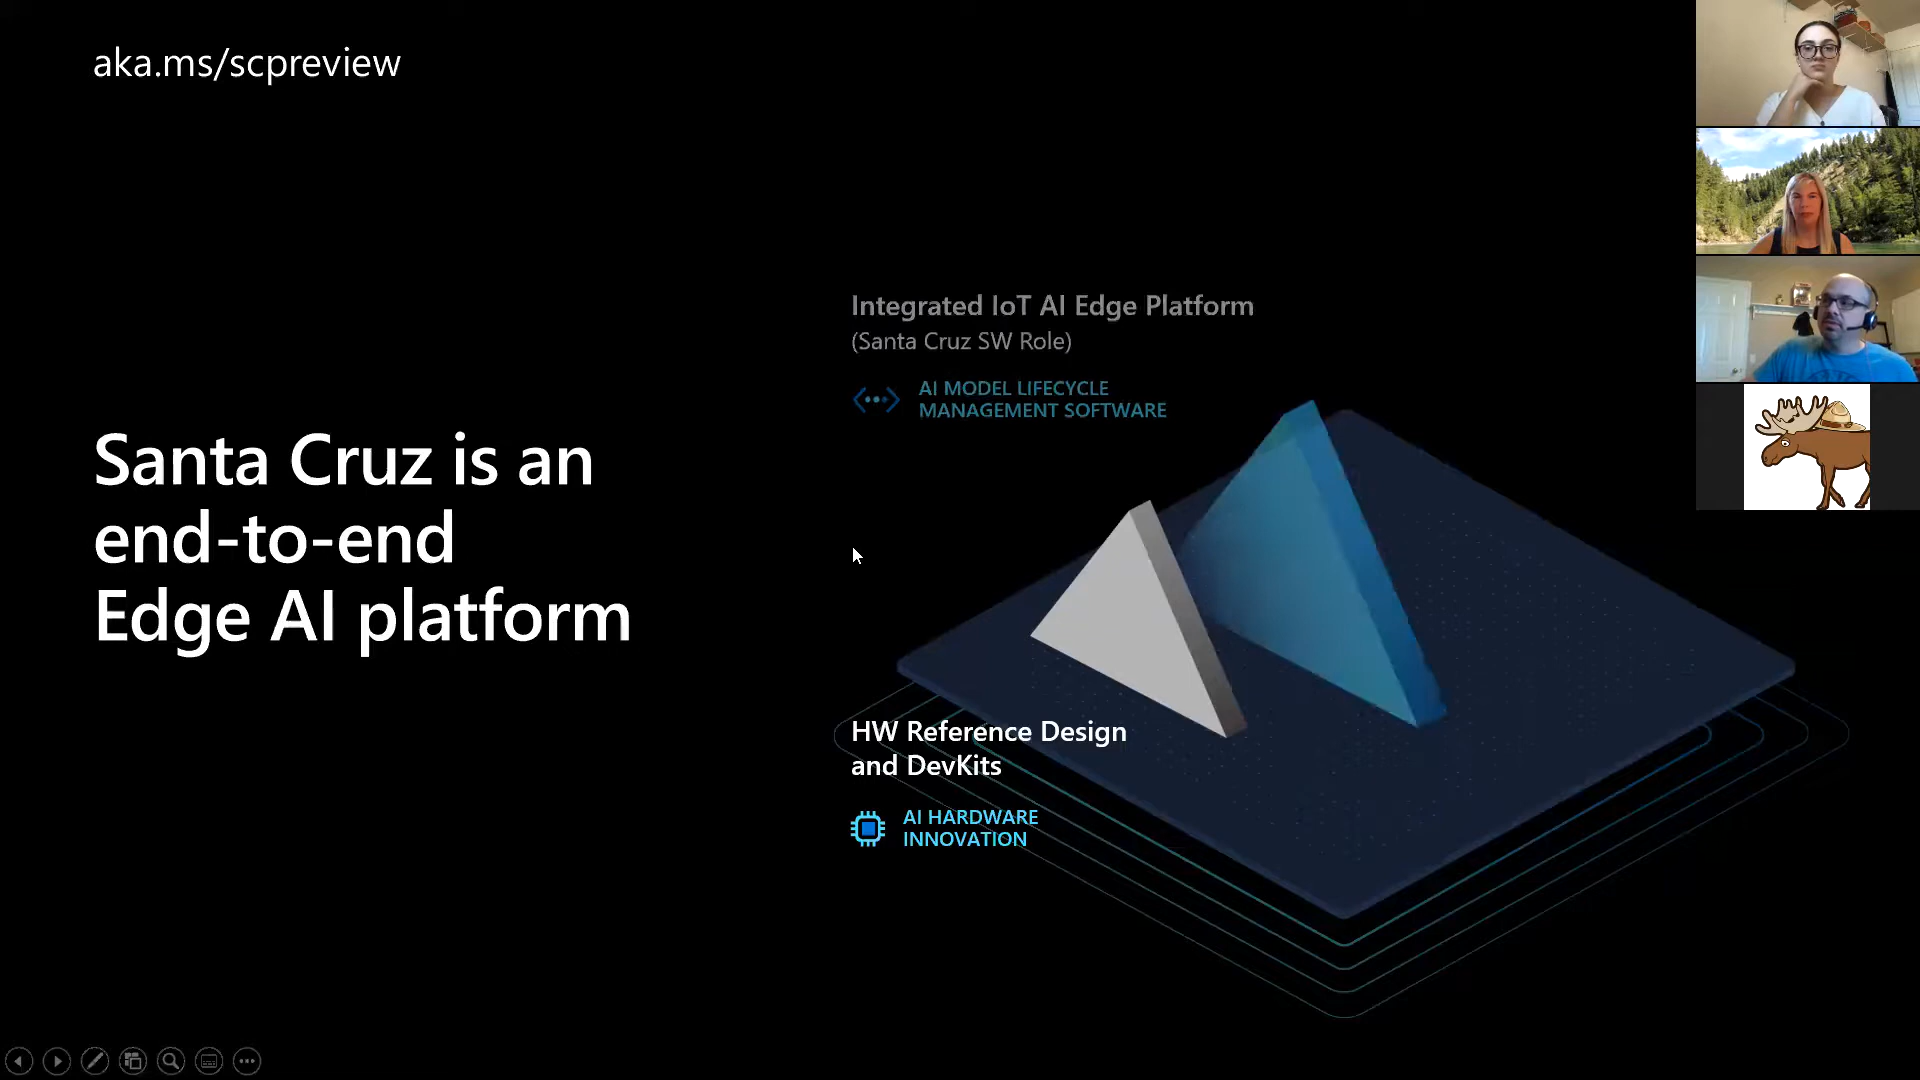 aka.ms/scpreview
Santa Cruz is an
end-to-end
Edge AI platform
Integrated IoT AI Edge Platform
(Santa Cruz SW Role)
AI MODEL LIFECYCLE
MANAGEMENT SOFTWARE
HW Reference Design
and DevKits
AI HARDWARE
INNOVATION